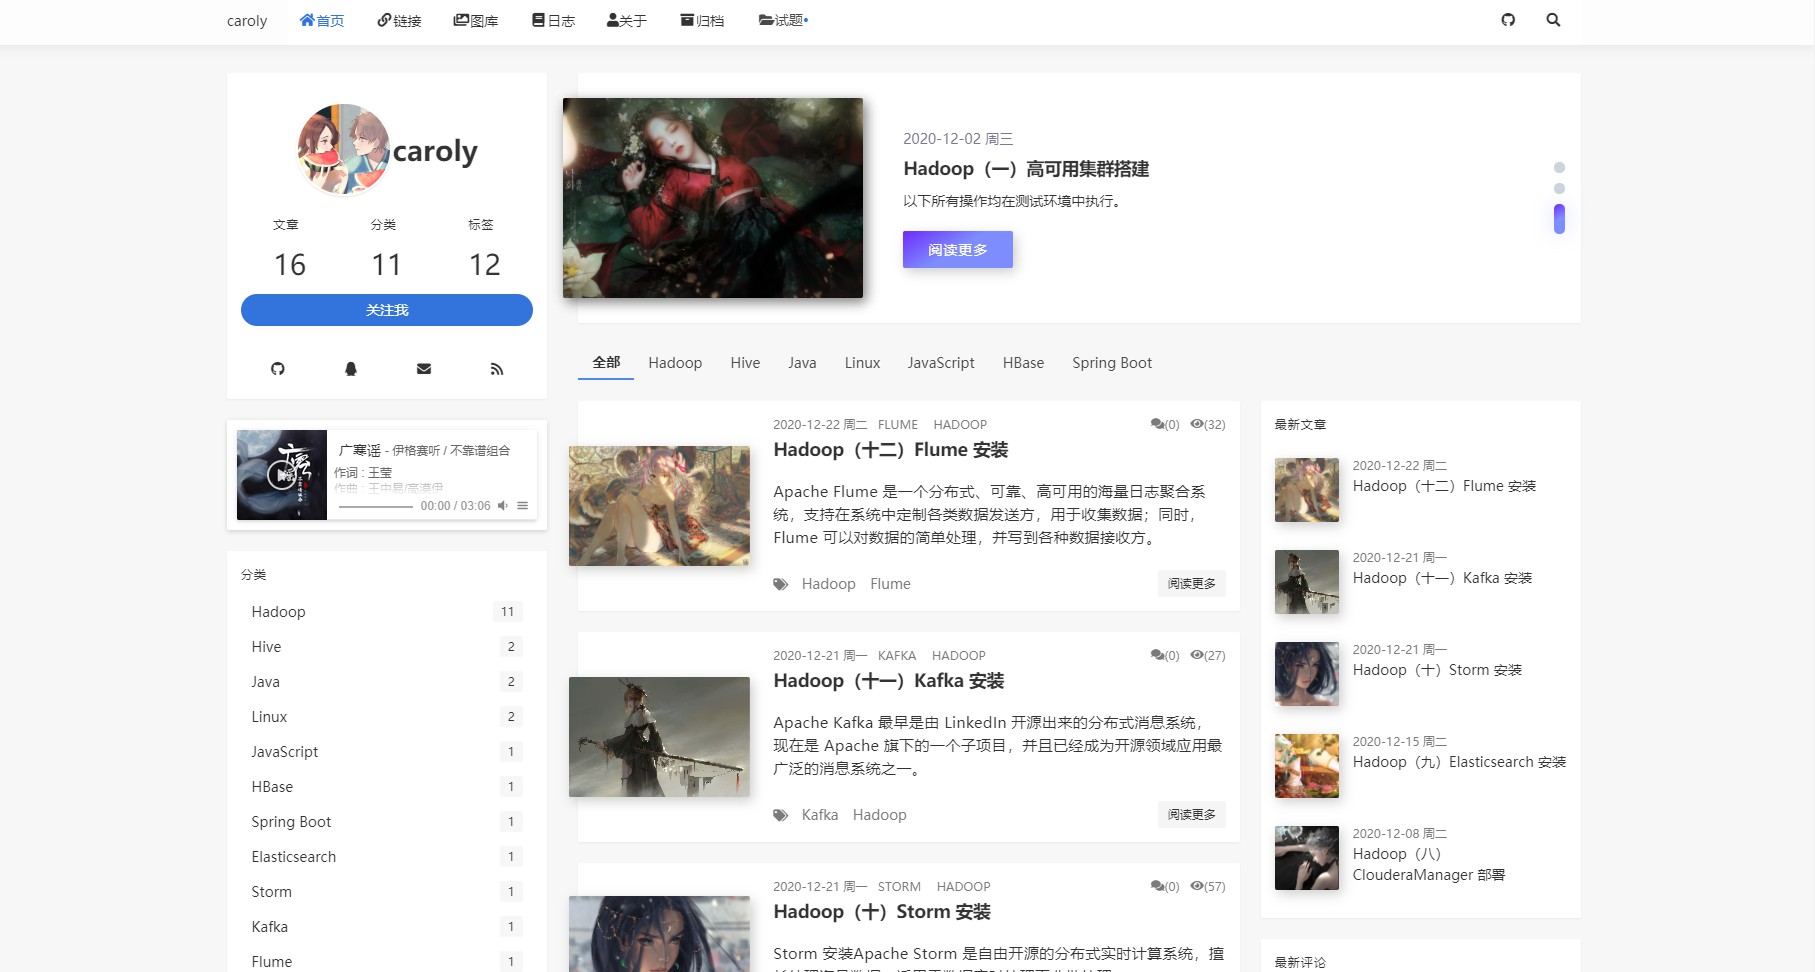 caroly
首页
链接
图库
日志
关于
归档
试题
caroly
文章
分类
标签
16
11
12
关注我
广寒谣 - 伊格赛听 / 不靠谱组合
作词 : 王莹
00:00 / 03:06
分类
Hadoop 11
Hive 2
Java 2
Linux 2
JavaScript 1
HBase 1
Spring Boot 1
Elasticsearch 1
Storm 1
Kafka 1
Flume 1
2020-12-02 周三
Hadoop（一）高可用集群搭建
以下所有操作均在测试环境中执行。
阅读更多
全部
Hadoop
Hive
Java
Linux
JavaScript
HBase
Spring Boot
2020-12-22 周二 FLUME HADOOP (0) (32)
Hadoop（十二）Flume 安装
Apache Flume 是一个分布式、可靠、高可用的海量日志聚合系
统，支持在系统中定制各类数据发送方，用于收集数据；同时，
Flume 可以对数据的简单处理，并写到各种数据接收方。
Hadoop Flume
阅读更多
2020-12-21 周一 KAFKA HADOOP (0) (27)
Hadoop（十一）Kafka 安装
Apache Kafka 最早是由 LinkedIn 开源出来的分布式消息系统，
现在是 Apache 旗下的一个子项目，并且已经成为开源领域应用最
广泛的消息系统之一。
Kafka Hadoop
阅读更多
2020-12-21 周一 STORM HADOOP (0) (57)
Hadoop（十）Storm 安装
Storm 安装Apache Storm 是自由开源的分布式实时计算系统，擅
最新文章
2020-12-22 周二
Hadoop（十二）Flume 安装
2020-12-21 周一
Hadoop（十一）Kafka 安装
2020-12-21 周一
Hadoop（十）Storm 安装
2020-12-15 周二
Hadoop（九）Elasticsearch 安装
2020-12-08 周二
Hadoop（八）
ClouderaManager 部署
最新评论